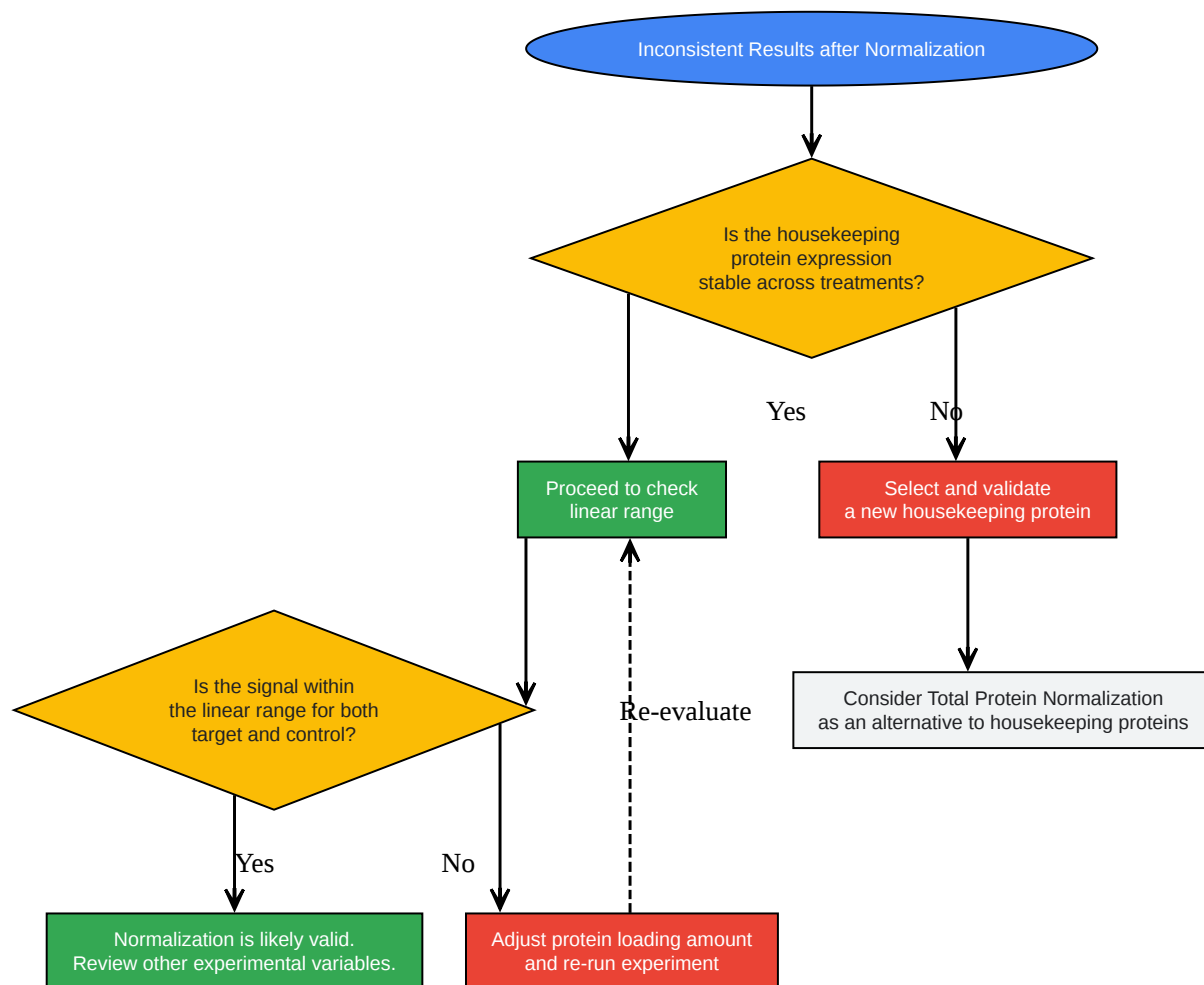 Inconsistent Results after Normalization
Is the housekeeping
protein expression
stable across treatments?
Yes
No
Proceed to check
linear range
Select and validate
a new housekeeping protein
Is the signal within
the linear range for both
target and control?
Re-evaluate
Consider Total Protein Normalization
as an alternative to housekeeping proteins
Yes
No
Normalization is likely valid.
Review other experimental variables.
Adjust protein loading amount
and re-run experiment